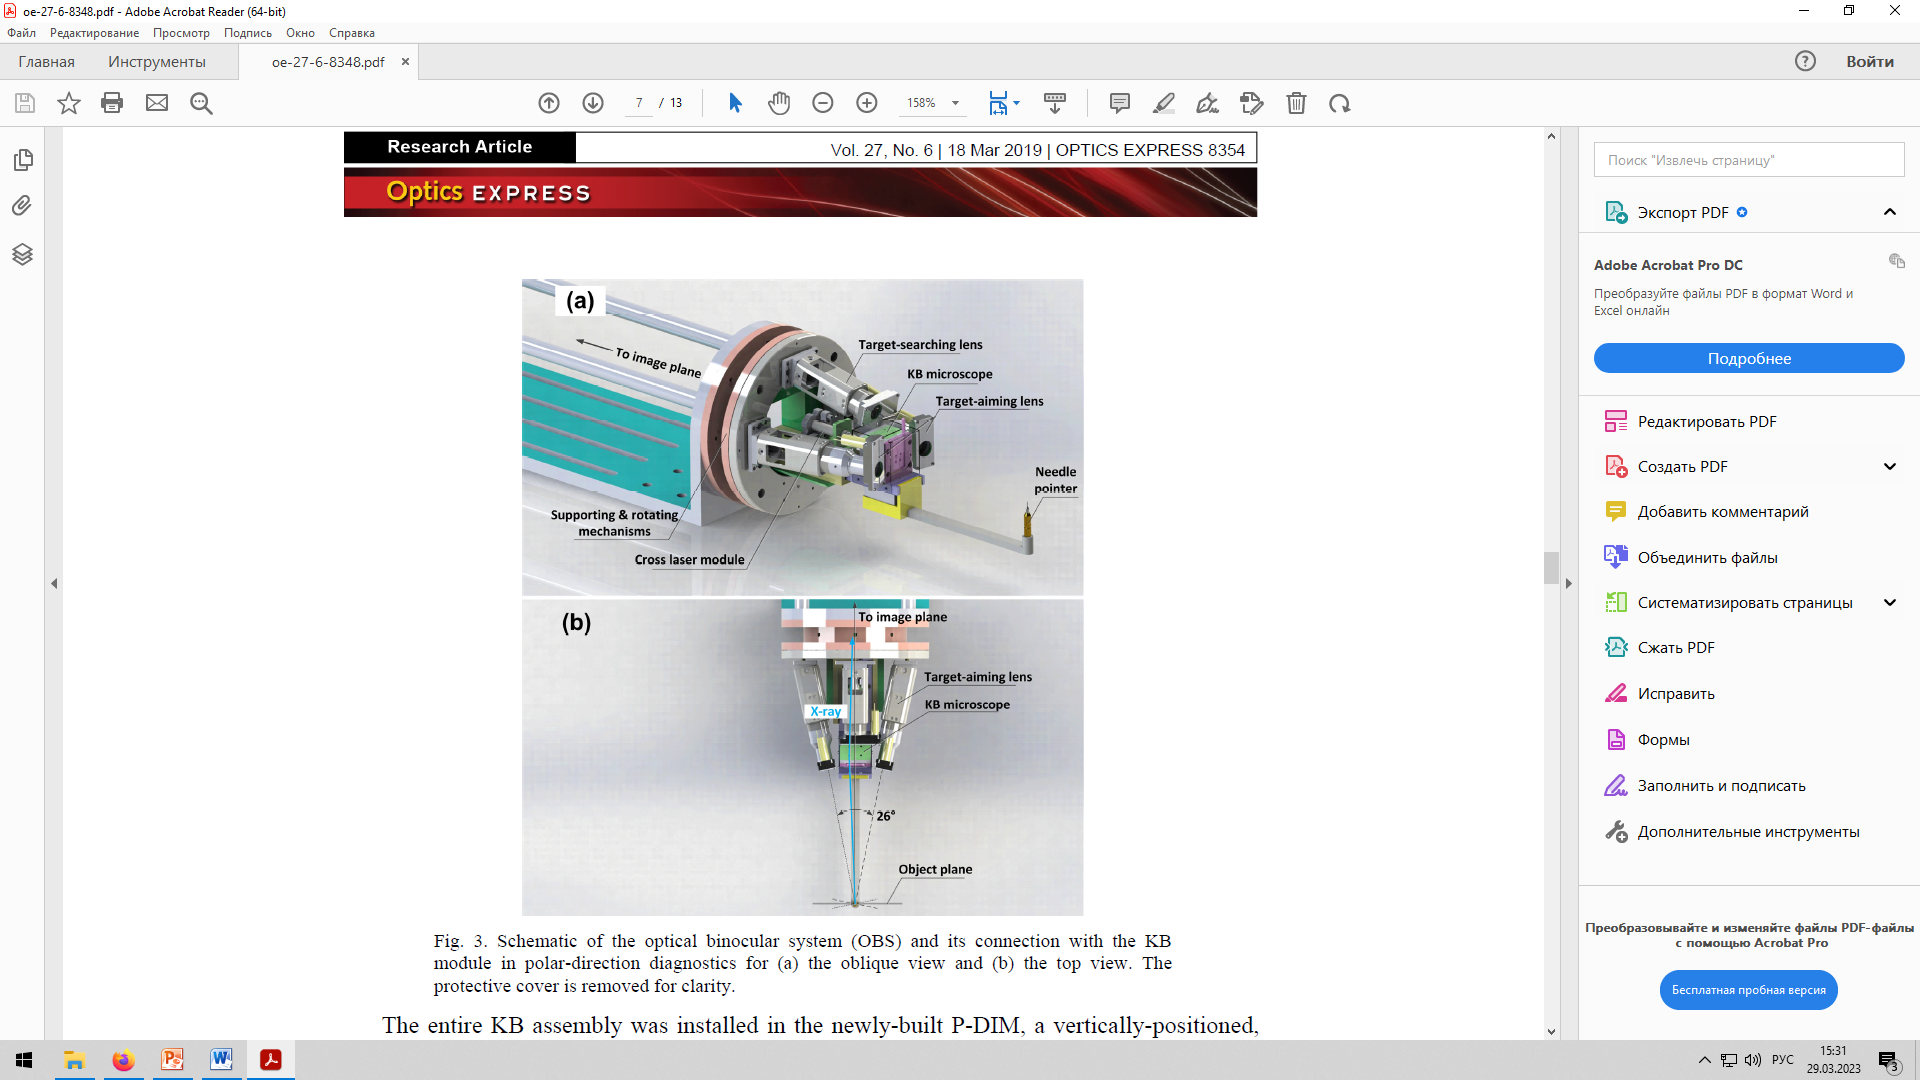 oe-27-6-8348.pdf - Adobe Acrobat Reader (64-bit)
Файл Редактирование Просмотр Подпись Окно Справка
Главная Инструменты oe-27-6-8348.pdf × ? Войти
7 / 13 158%
Research Article
Vol. 27, No. 6 | 18 Mar 2019 | OPTICS EXPRESS 8354
Optics EXPRESS
(a)
To image plane
Target-searching lens
KB microscope
Target-aiming lens
Needle
pointer
Supporting & rotating
mechanisms
Cross laser module
(b)
To image plane
Target-aiming lens
KB microscope
X-ray
26°
Object plane
Fig. 3. Schematic of the optical binocular system (OBS) and its connection with the KB
module in polar-direction diagnostics for (a) the oblique view and (b) the top view. The
protective cover is removed for clarity.
The entire KB assembly was installed in the newly-built P-DIM, a vertically-positioned,
Поиск "Извлечь страницу"
Экспорт PDF
Adobe Acrobat Pro DC
Преобразуйте файлы PDF в формат Word и
Excel онлайн
Подробнее
Редактировать PDF
Создать PDF
Добавить комментарий
Объединить файлы
Систематизировать страницы
Сжать PDF
Исправить
Формы
Заполнить и подписать
Дополнительные инструменты
Преобразовывайте и изменяйте файлы PDF-файлы
с помощью Acrobat Pro
Бесплатная пробная версия
РУС
15:31
29.03.2023
3